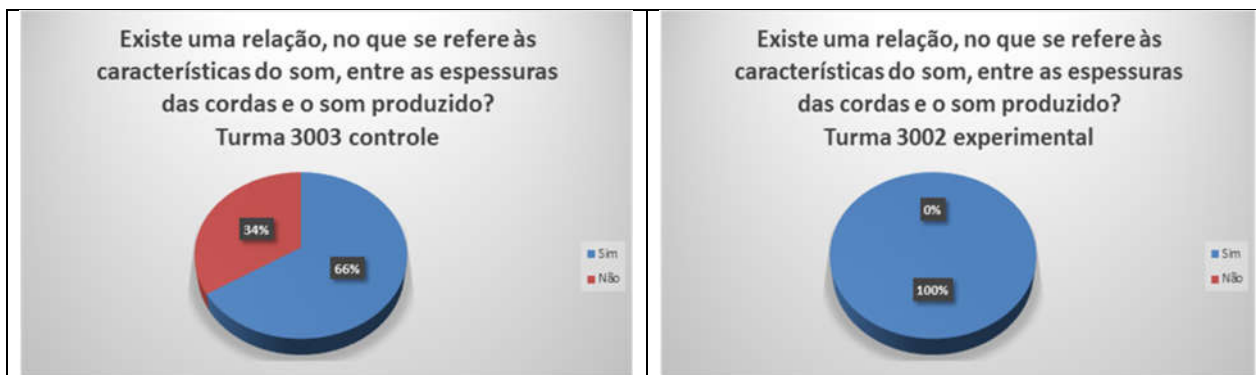 Existe uma relação, no que se refere às
características do som, entre as espessuras
das cordas e o som produzido?
Turma 3003 controle
34%
66%
Sim
Não
Existe uma relação, no que se refere às
características do som, entre as espessuras
das cordas e o som produzido?
Turma 3002 experimental
0%
100%
Sim
Não